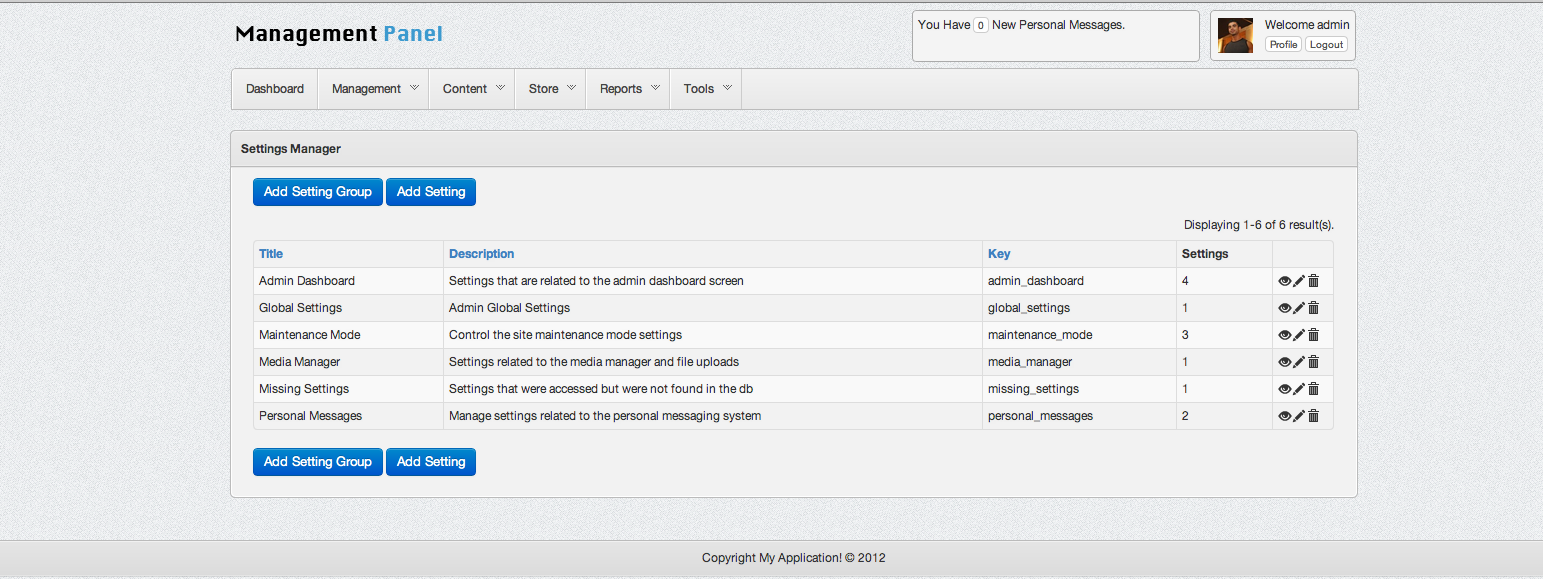 Management Panel
You Have 0 New Personal Messages.
Welcome admin
Profile Logout
Dashboard Management Content Store Reports Tools
Settings Manager
Add Setting Group Add Setting
Displaying 1-6 of 6 result(s).
Title Description Key Settings
Admin Dashboard Settings that are related to the admin dashboard screen admin_dashboard 4
Global Settings Admin Global Settings global_settings 1
Maintenance Mode Control the site maintenance mode settings maintenance_mode 3
Media Manager Settings related to the media manager and file uploads media_manager 1
Missing Settings Settings that were accessed but were not found in the db missing_settings 1
Personal Messages Manage settings related to the personal messaging system personal_messages 2
Add Setting Group Add Setting
Copyright My Application! © 2012